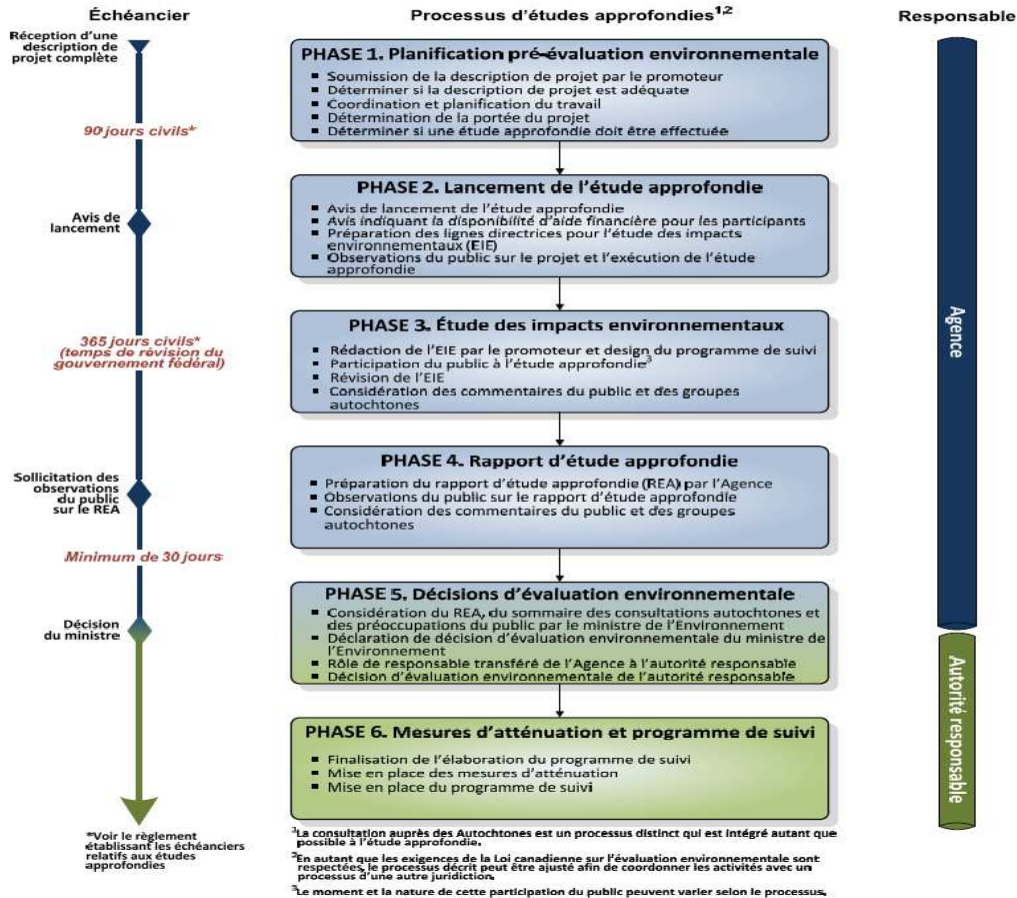 Échéancier
Processus d'études approfondies1,2
Responsable
Réception d'une
description de
projet complète
90 jours civils*
Avis de
lancement
365 jours civils*
(temps de révision du
gouvernement fédéral)
Sollicitation des
observations
du public
sur le REA
Minimum de 30 jours
Décision
du ministre
*Voir le règlement
établissant les échéanciers
relatifs aux études
approfondies
PHASE 1. Planification pré-évaluation environnementale
▪ Soumission de la description de projet par le promoteur
▪ Déterminer si la description de projet est adéquate
▪ Coordination et planification du travail
▪ Détermination de la portée du projet
▪ Déterminer si une étude approfondie doit être effectuée
PHASE 2. Lancement de l'étude approfondie
▪ Avis de lancement de l'étude approfondie
▪ Avis indiquant la disponibilité d'aide financière pour les participants
▪ Préparation des lignes directrices pour l'étude des impacts
environnementaux (EIE)
▪ Observations du public sur le projet et l'exécution de l'étude
approfondie
PHASE 3. Étude des impacts environnementaux
▪ Rédaction de l'EIE par le promoteur et design du programme de suivi
▪ Participation du public à l'étude approfondie3
▪ Révision de l'EIE
▪ Considération des commentaires du public et des groupes
autochtones
PHASE 4. Rapport d'étude approfondie
▪ Préparation du rapport d'étude approfondie (REA) par l'Agence
▪ Observations du public sur le rapport d'étude approfondie
▪ Considération des commentaires du public et des groupes
autochtones
PHASE 5. Décisions d'évaluation environnementale
▪ Considération du REA, du sommaire des consultations autochtones et
des préoccupations du public par le ministre de l'Environnement
▪ Déclaration de décision d'évaluation environnementale du ministre de
l'Environnement
▪ Rôle de responsable transféré de l'Agence à l'autorité responsable
▪ Décision d'évaluation environnementale de l'autorité responsable
PHASE 6. Mesures d'atténuation et programme de suivi
▪ Finalisation de l'élaboration du programme de suivi
▪ Mise en place des mesures d'atténuation
▪ Mise en place du programme de suivi
1La consultation auprès des Autochtones est un processus distinct qui est intégré autant que
possible à l'étude approfondie.
2En autant que les exigences de la Loi canadienne sur l'évaluation environnementale sont
respectées, le processus décrit peut être ajusté afin de coordonner les activités avec un
processus d'une autre juridiction.
3Le moment et la nature de cette participation du public peuvent varier selon le processus.
Agence
Autorité responsable